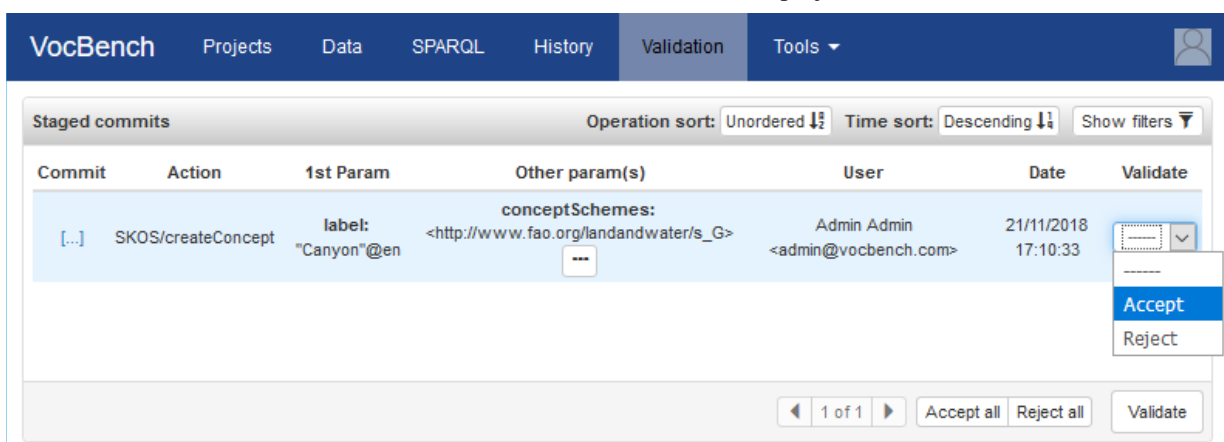 VocBench Projects Data SPARQL History Validation Tools
Staged commits Operation sort: Unordered Time sort: Descending Show filters
Commit Action 1st Param Other param(s) User Date Validate
[...] SKOS/createConcept label: "Canyon"@en conceptSchemes: <http://www.fao.org/landandwater/s_G> --- Admin Admin <admin@vocbench.com> 21/11/2018 17:10:33 ------
------
Accept
Reject
1 of 1 Accept all Reject all Validate